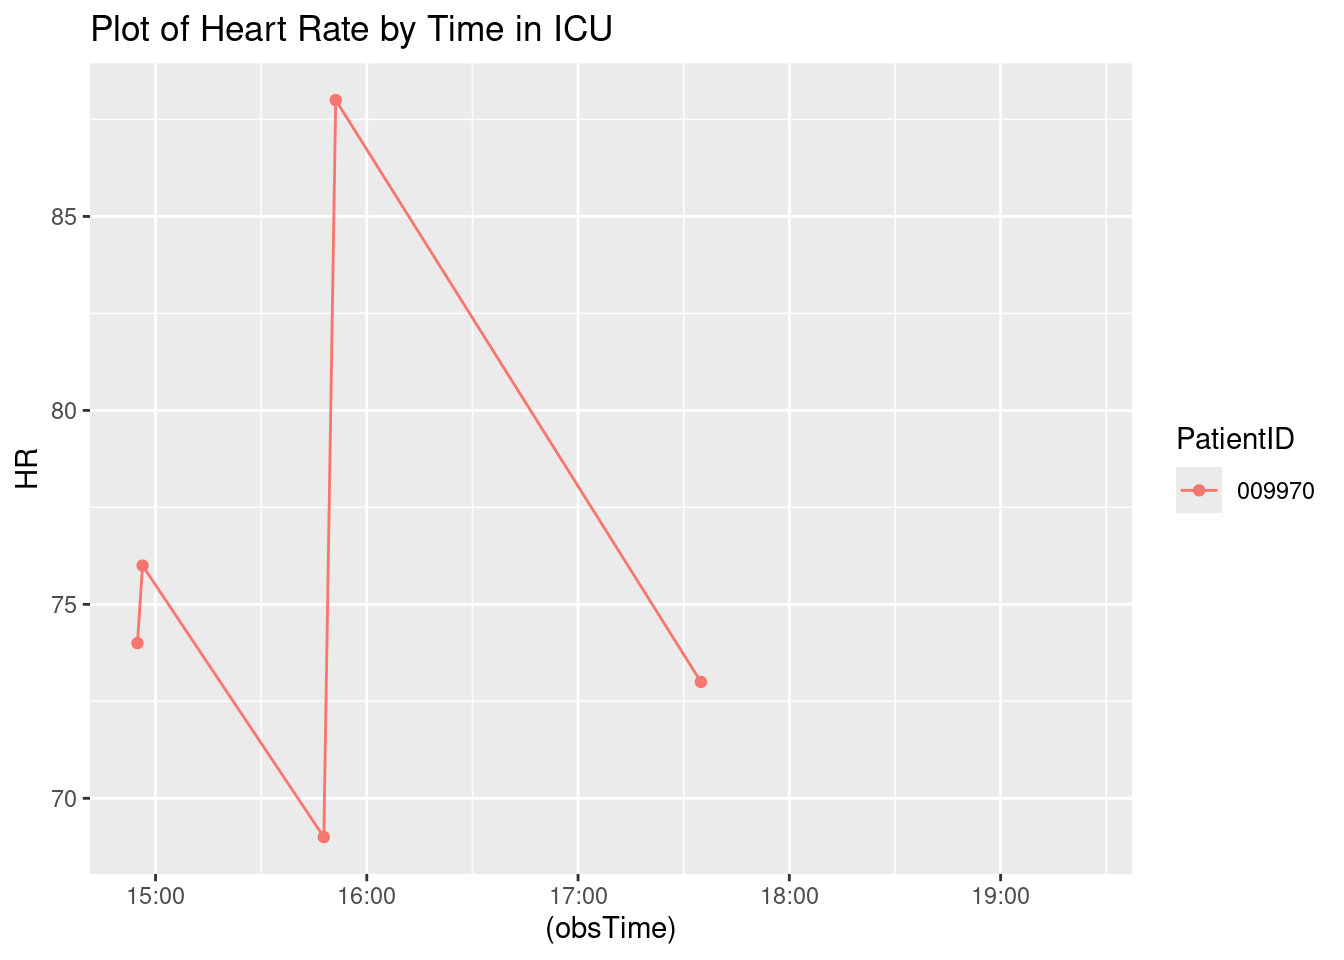 Plot of Heart Rate by Time in ICU
85
80
75
70
HR
15:00 16:00 17:00 18:00 19:00
(obsTime)
PatientID
009970